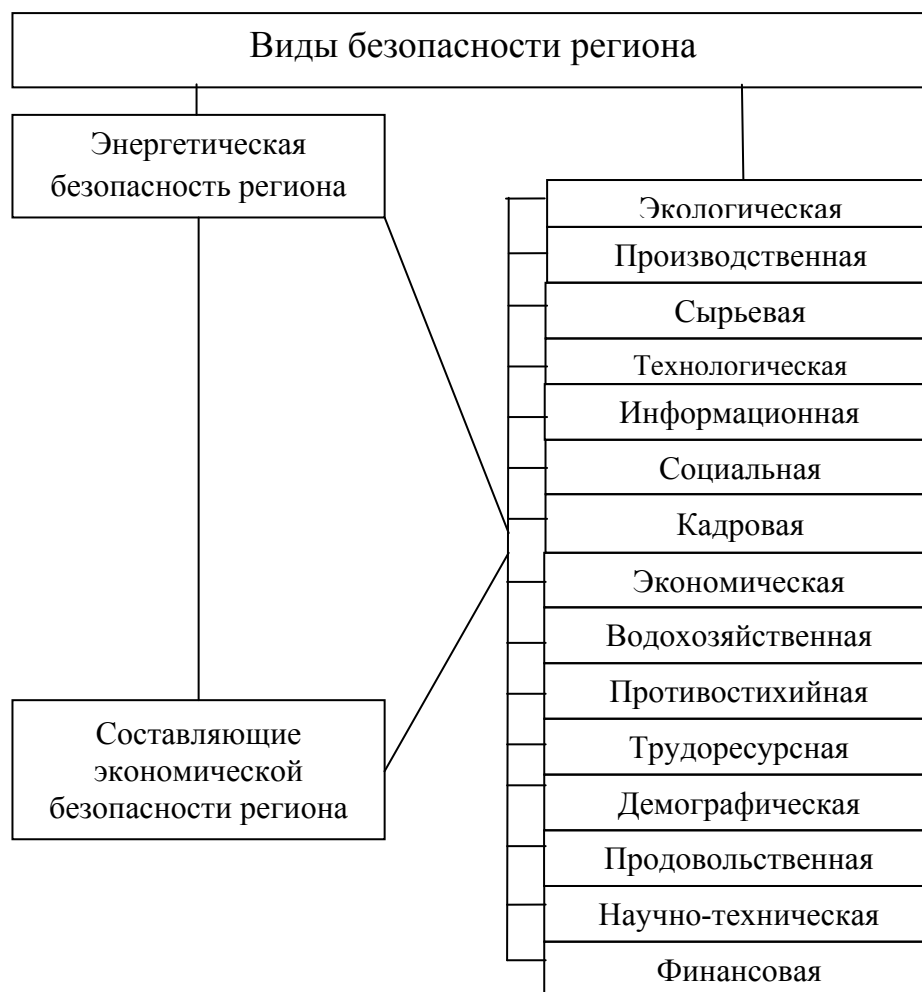 Виды безопасности региона
Энергетическая
безопасность региона
Экологическая
Производственная
Сырьевая
Технологическая
Информационная
Социальная
Кадровая
Экономическая
Водохозяйственная
Противостихийная
Трудоресурсная
Демографическая
Продовольственная
Научно-техническая
Финансовая
Составляющие
экономической
безопасности региона